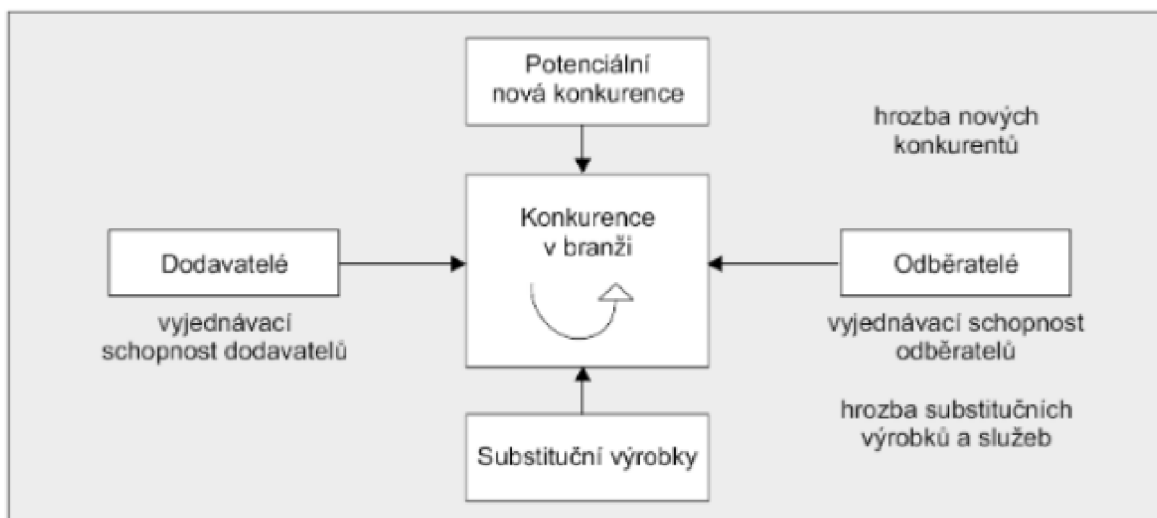 Potenciální
nová konkurence
hrozba nových
konkurentů
Konkurence
v branži
Dodavatelé
Odběratelé
vyjednávací
schopnost dodavatelů
vyjednávací schopnost
odběratelů
hrozba substitučních
výrobků a služeb
Substituční výrobky